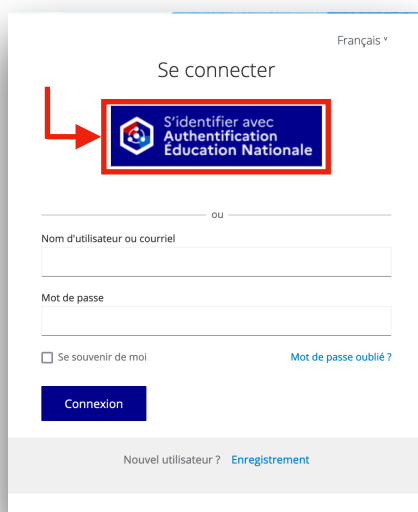 Français ˅
Se connecter
S'identifier avec
Authentification
Éducation Nationale
ou
Nom d'utilisateur ou courriel
Mot de passe
Se souvenir de moi
Mot de passe oublié ?
Connexion
Nouvel utilisateur ? Enregistrement